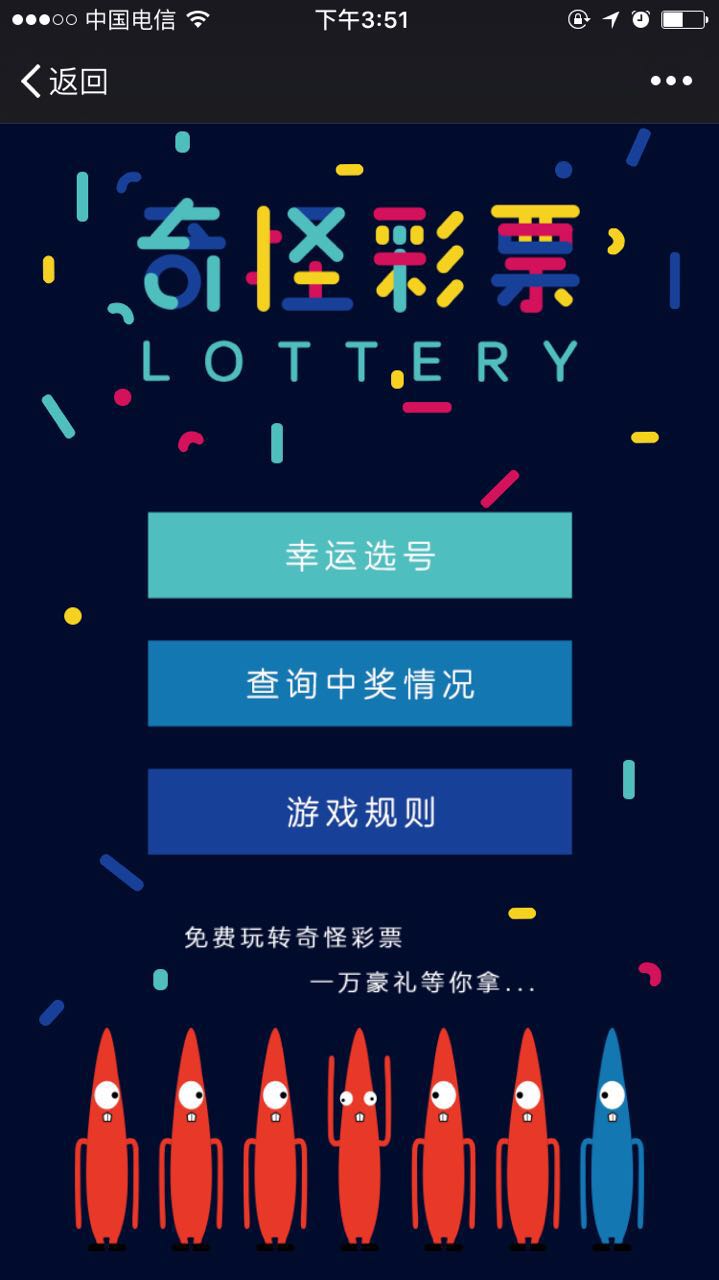 中国电信 下午3:51
返回
奇怪彩票
LOTTERY
幸运选号
查询中奖情况
游戏规则
免费玩转奇怪彩票
一万豪礼等你拿...